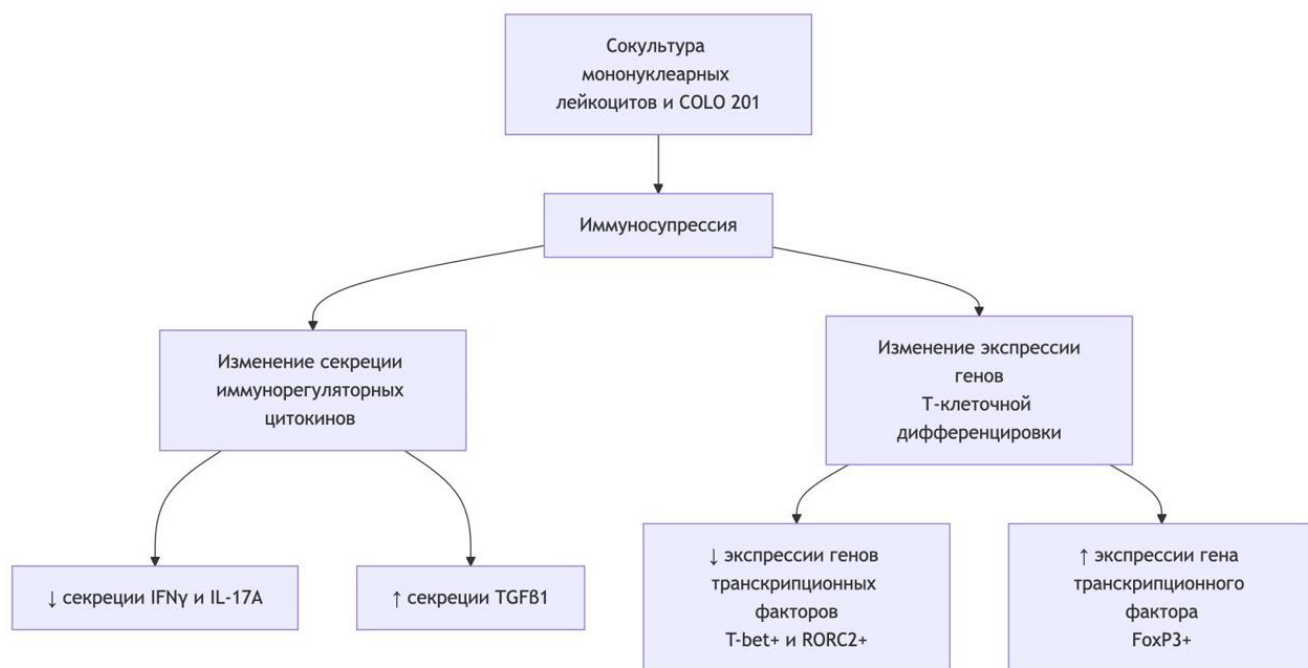 Сокультура
мононуклеарных
лейкоцитов и COLO 201
Иммуносупрессия
Изменение секреции
иммунорегуляторных
цитокинов
Изменение экспрессии
генов
Т-клеточной
дифференцировки
↓ секреции IFNγ и IL-17A
↑ секреции TGFβ1
↓ экспрессии генов
транскрипционных
факторов
T-bet+ и RORC2+
↑ экспрессии гена
транскрипционного
фактора
FoxP3+